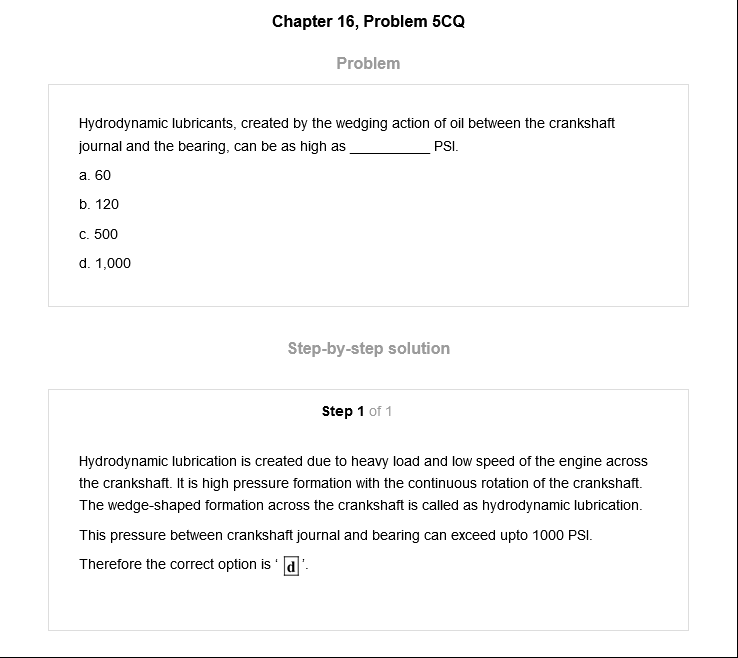 Chapter 16, Problem 5CQ
Problem
Hydrodynamic lubricants, created by the wedging action of oil between the crankshaft
journal and the bearing, can be as high as __________ PSI.
a. 60
b. 120
c. 500
d. 1,000
Step-by-step solution
Step 1 of 1
Hydrodynamic lubrication is created due to heavy load and low speed of the engine across
the crankshaft. It is high pressure formation with the continuous rotation of the crankshaft.
The wedge-shaped formation across the crankshaft is called as hydrodynamic lubrication.
This pressure between crankshaft journal and bearing can exceed upto 1000 PSI.
Therefore the correct option is ‘ d ’.